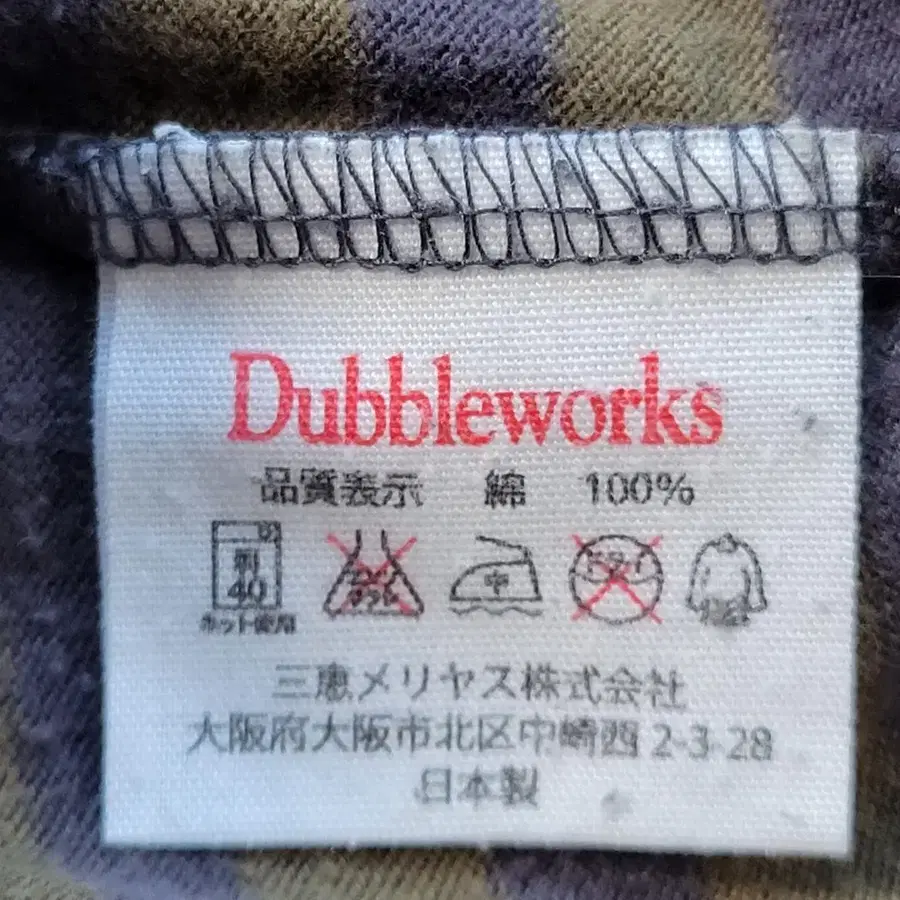 Dubbleworks
品質表示 綿 100%
40 中
ネット使用
三恵メリヤス株式会社
大阪府大阪市北区中崎西 2-3-28
日本製